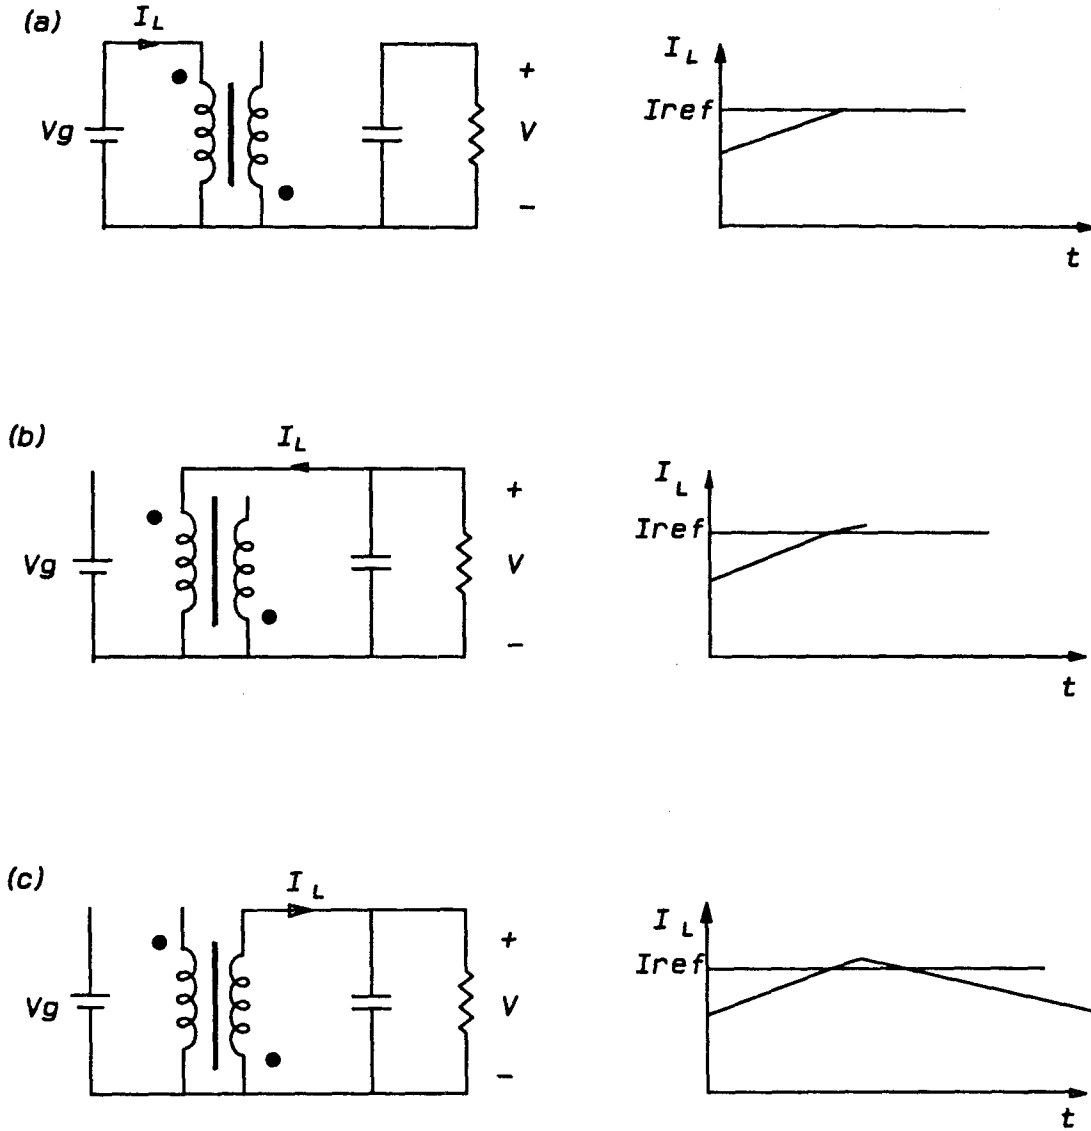 (a)
I_L
Vg
+
V
-
I_L
Iref
t
(b)
I_L
Vg
+
V
-
I_L
Iref
t
(c)
I_L
Vg
+
V
-
I_L
Iref
t